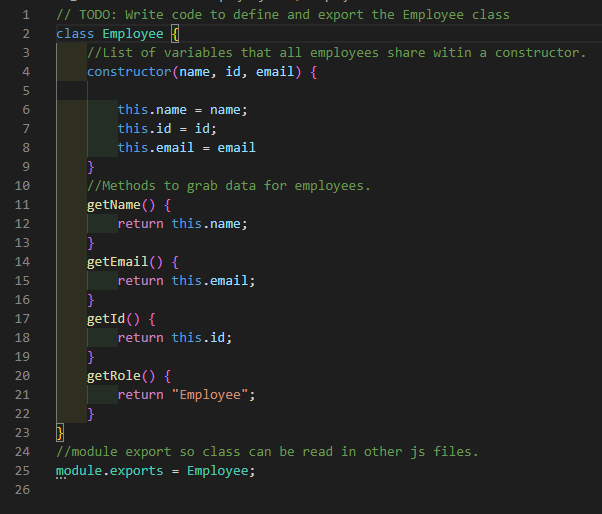 1 // TODO: Write code to define and export the Employee class
2 class Employee {
3 //List of variables that all employees share witin a constructor.
4 constructor(name, id, email) {
5
6 this.name = name;
7 this.id = id;
8 this.email = email
9 }
10 //Methods to grab data for employees.
11 getName() {
12 return this.name;
13 }
14 getEmail() {
15 return this.email;
16 }
17 getId() {
18 return this.id;
19 }
20 getRole() {
21 return "Employee";
22 }
23 }
24 //module export so class can be read in other js files.
25 module.exports = Employee;
26